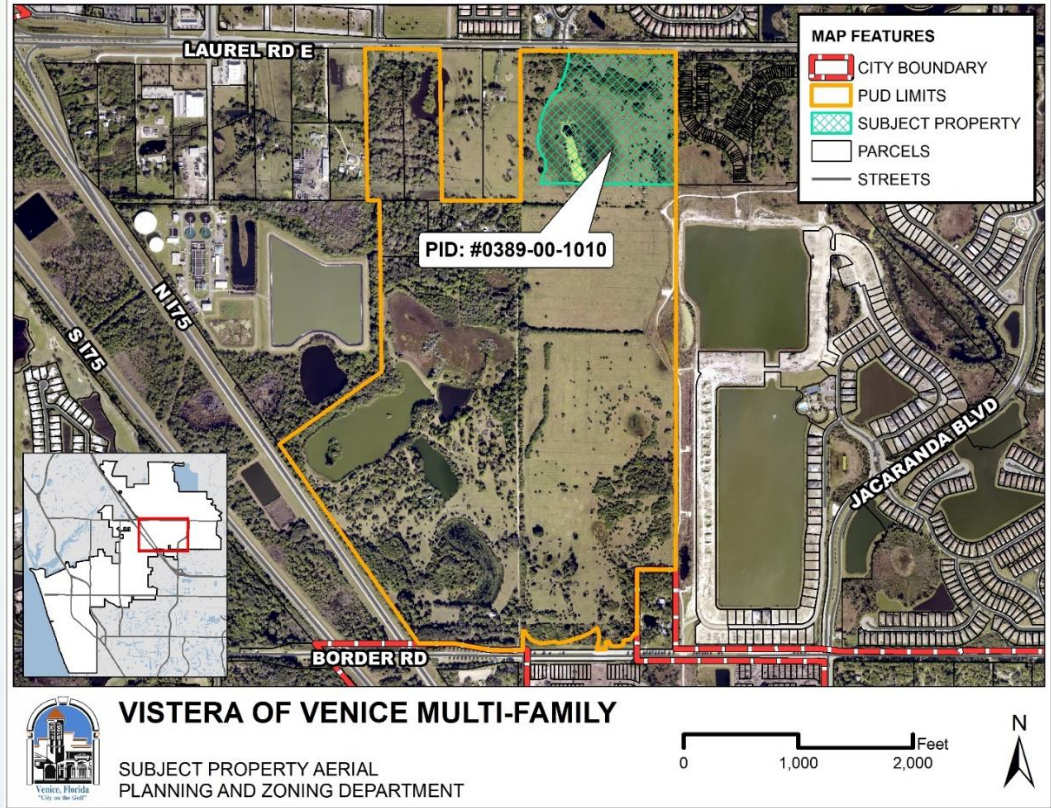 LAUREL RD E
MAP FEATURES
CITY BOUNDARY
PUD LIMITS
SUBJECT PROPERTY
PARCELS
STREETS
PID: #0389-00-1010
N I75
S I75
JACARANDA BLVD
BORDER RD
VISTERA OF VENICE MULTI-FAMILY
SUBJECT PROPERTY AERIAL
PLANNING AND ZONING DEPARTMENT
Venice, Florida
"City on the Gulf"
Feet
0 1,000 2,000
N